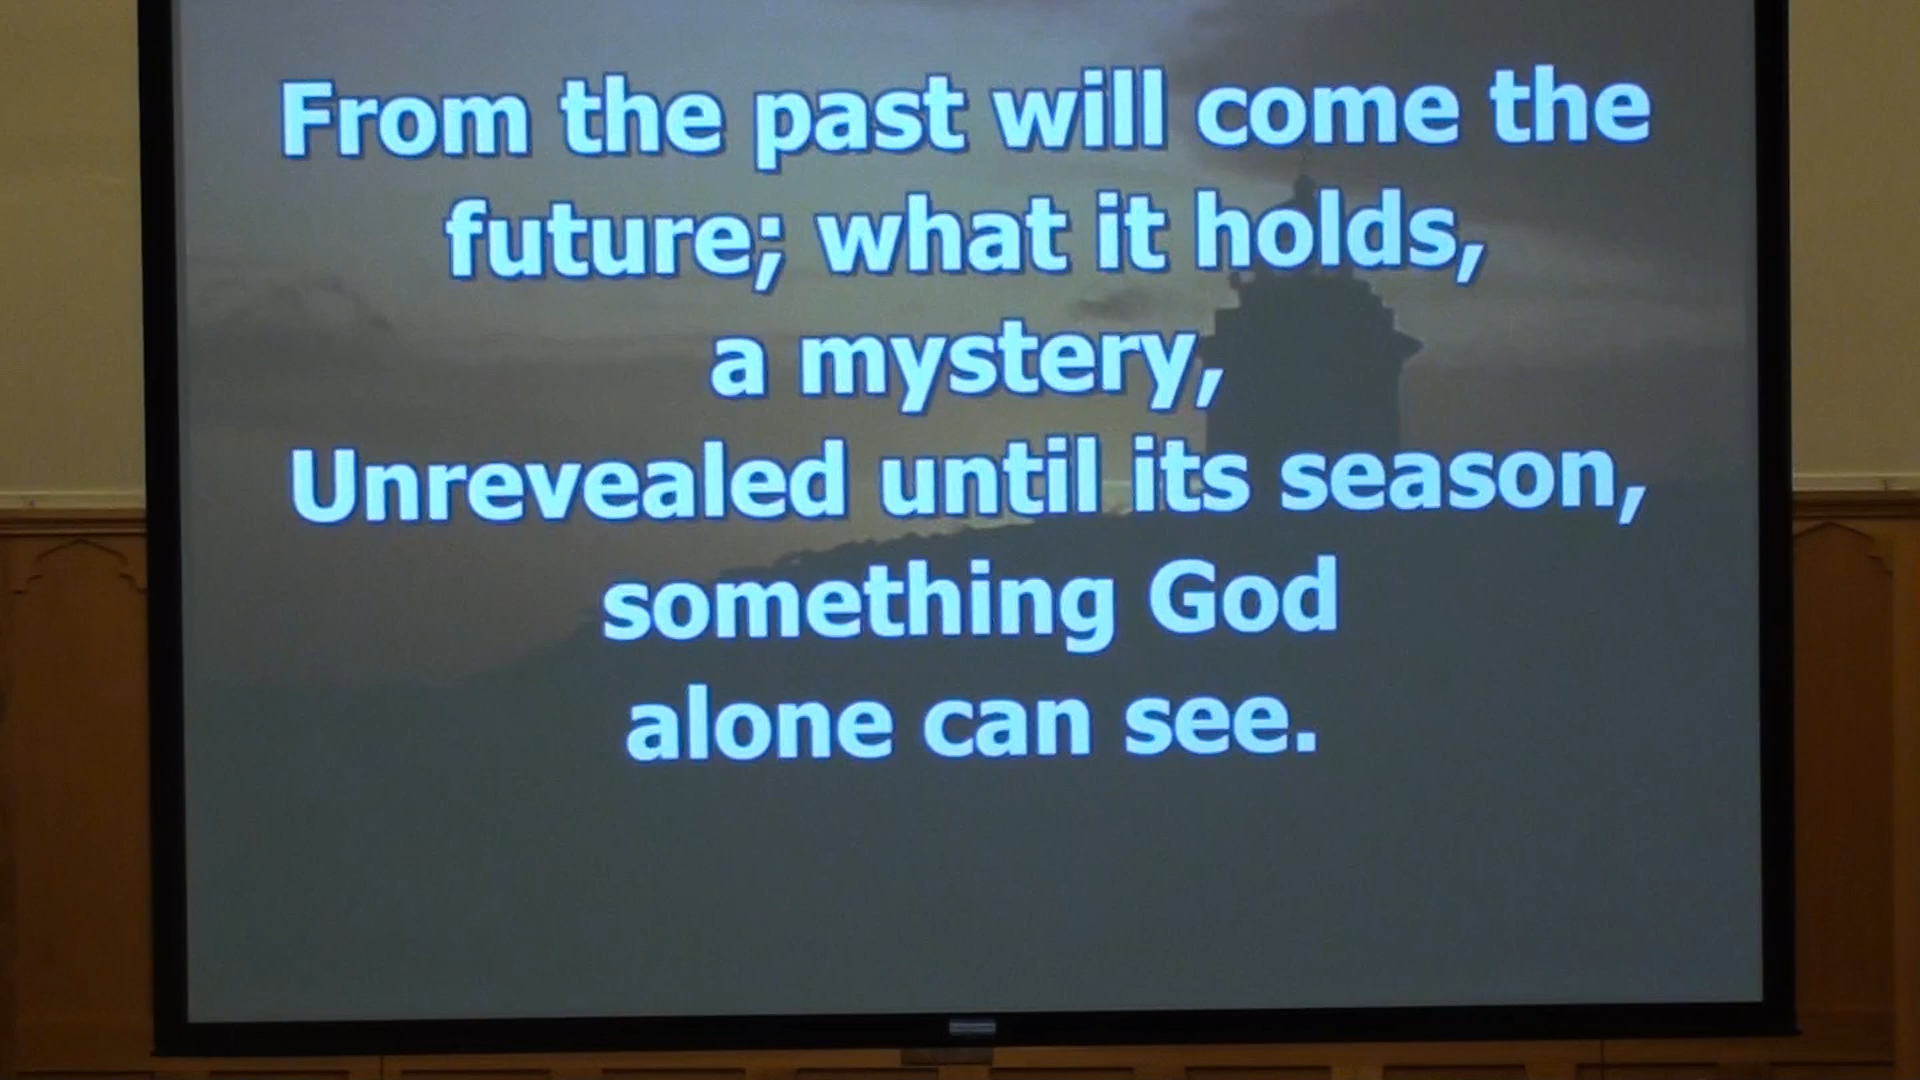 From the past will come the
future; what it holds,
a mystery,
Unrevealed until its season,
something God
alone can see.